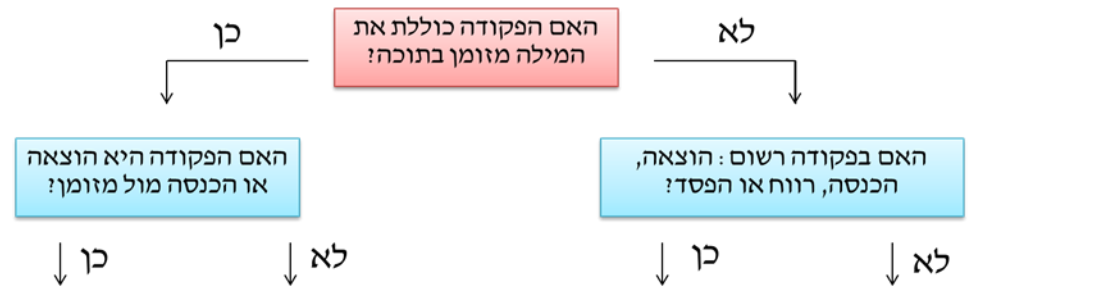 האם הפקודה כוללת את
המילה מזומן בתוכה?
לא
כן
האם בפקודה רשום: הוצאה,
הכנסה, רווח או הפסד?
האם הפקודה היא הוצאה
או הכנסה מול מזומן?
לא
כן
לא
כן